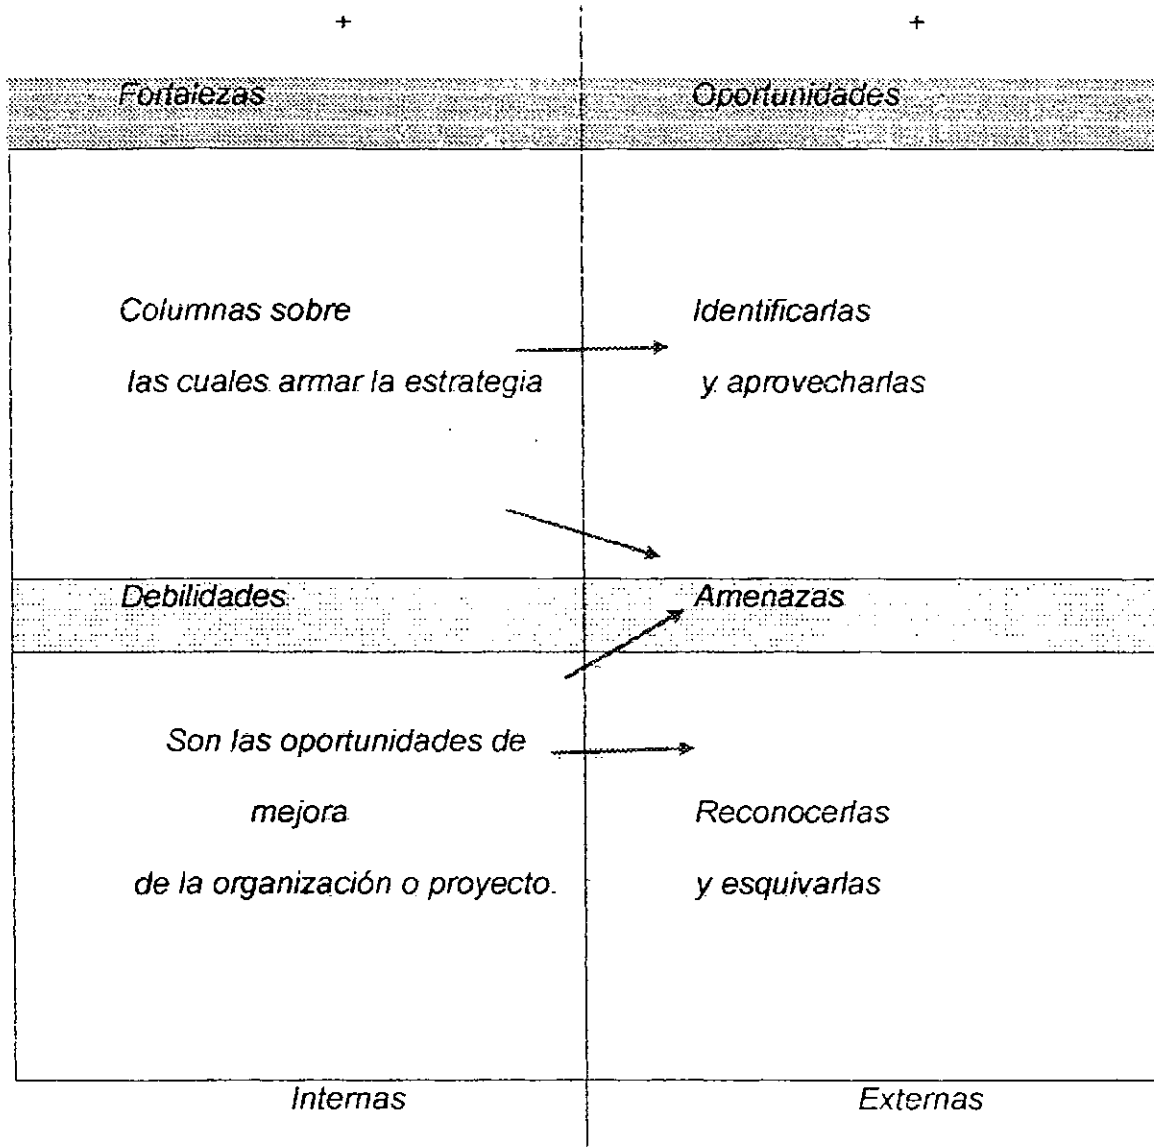 + +
Fortalezas Oportunidades
Columnas sobre Identificarlas
las cuales armar la estrategia y aprovecharlas
Debilidades Amenazas
Son las oportunidades de
mejora Reconocerlas
de la organización o proyecto. y esquivarlas
Internas Externas